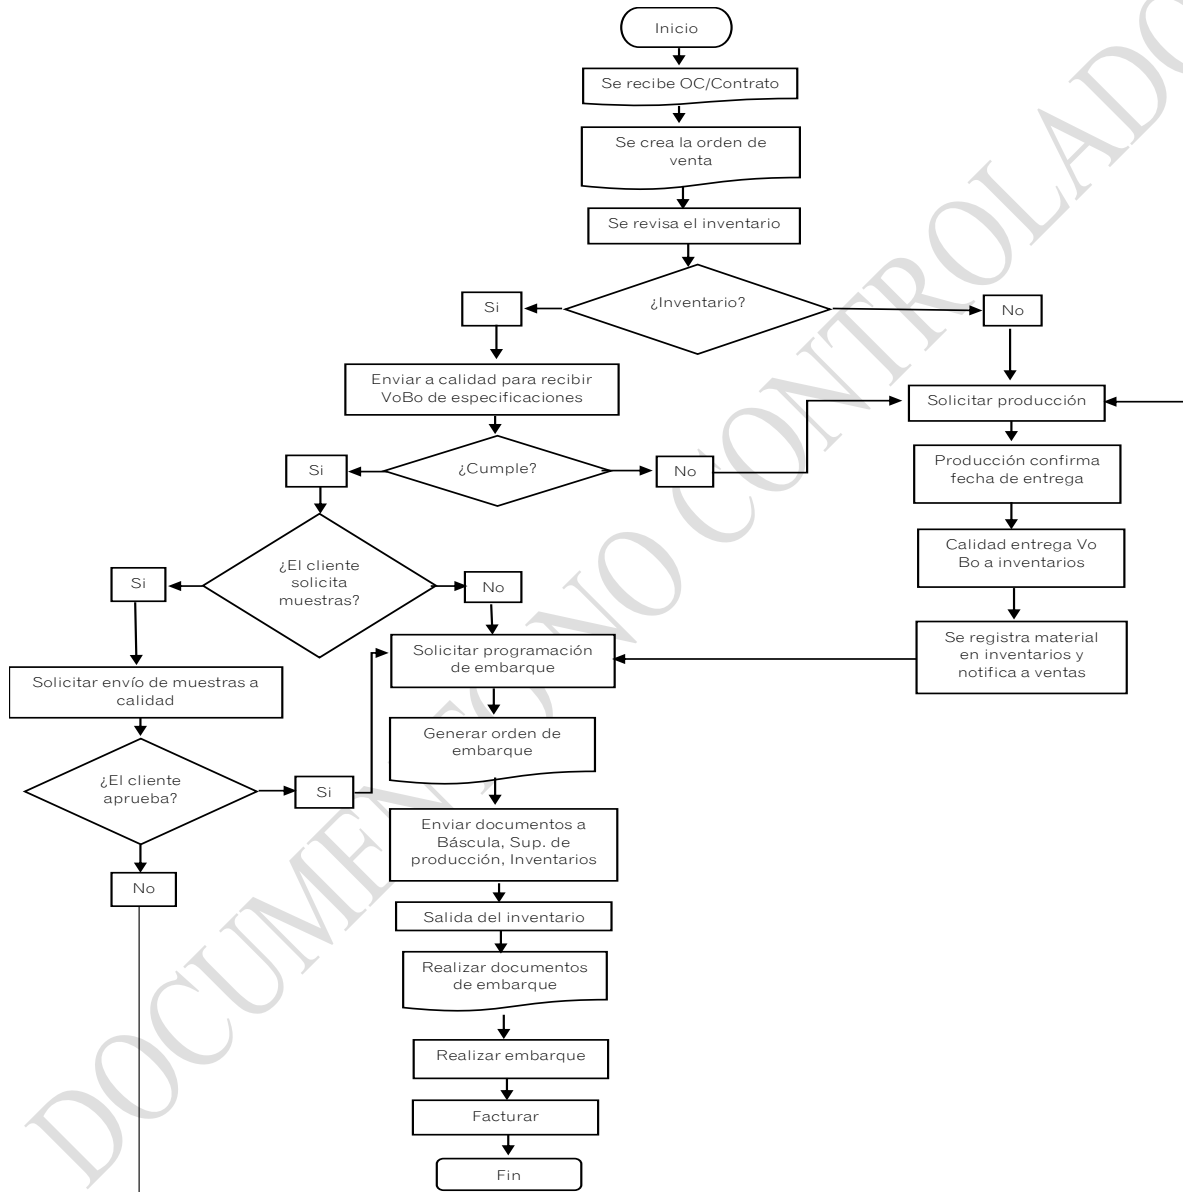 Inicio
Se recibe OC/Contrato
Se crea la orden de
venta
Se revisa el inventario
¿Inventario?
Si
No
Enviar a calidad para recibir
VoBo de especificaciones
Solicitar producción
¿Cumple?
Si
No
Producción confirma
fecha de entrega
Calidad entrega Vo
Bo a inventarios
¿El cliente
solicita
muestras?
Si
No
Solicitar programación
de embarque
Se registra material
en inventarios y
notifica a ventas
Solicitar envío de muestras a
calidad
Generar orden de
embarque
¿El cliente
aprueba?
Si
No
Enviar documentos a
Báscula, Sup. de
producción, Inventarios
Salida del inventario
Realizar documentos
de embarque
Realizar embarque
Facturar
Fin
DOCUMENTO NO CONTROLADO